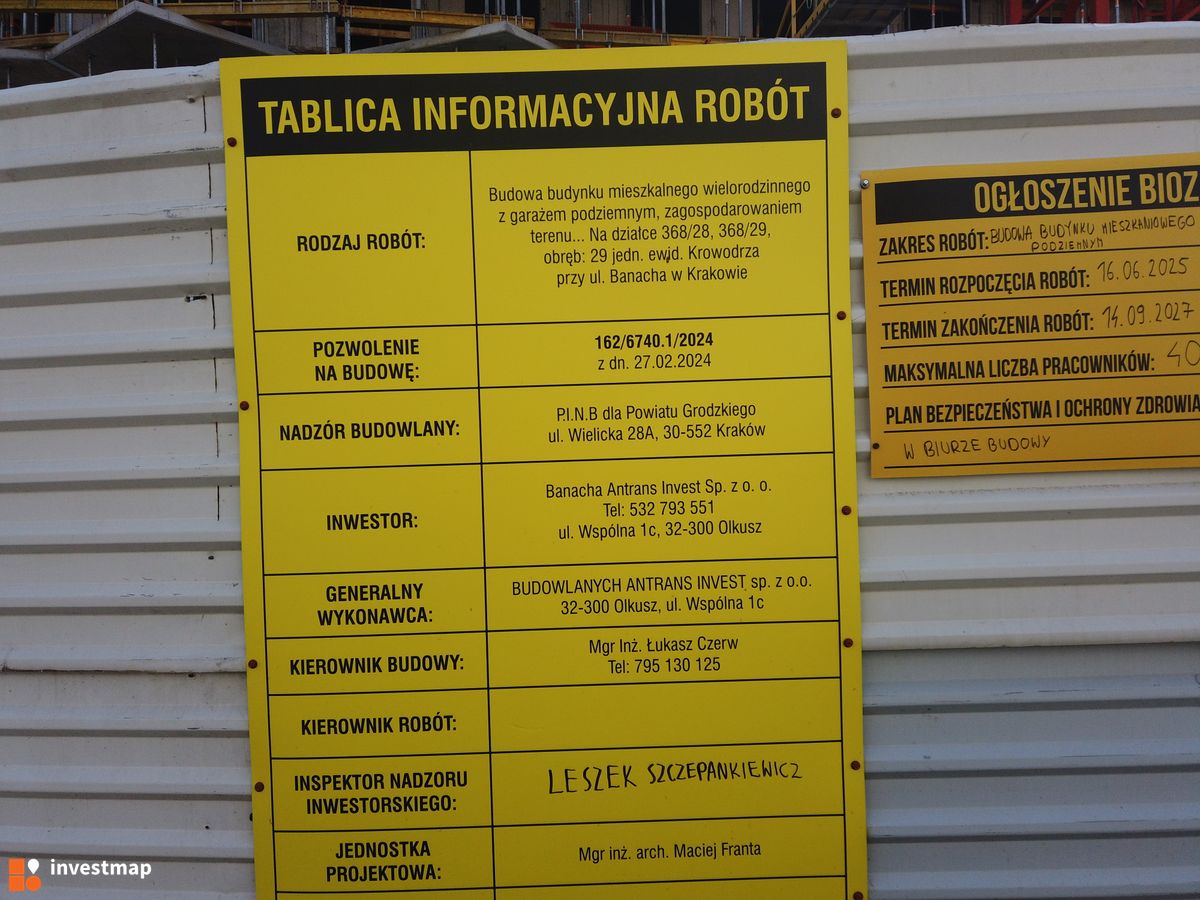 TABLICA INFORMACYJNA ROBÓT
RODZAJ ROBÓT:
Budowa budynku mieszkalnego wielorodzinnego
z garażem podziemnym, zagospodarowaniem
terenu... Na działce 368/28, 368/29,
obręb: 29 jedn. ewid. Krowodrza
przy ul. Banacha w Krakowie
POZWOLENIE
NA BUDOWĘ:
162/6740.1/2024
z dn. 27.02.2024
NADZÓR BUDOWLANY:
P.I.N.B dla Powiatu Grodzkiego
ul. Wielicka 28A, 30-552 Kraków
INWESTOR:
Banacha Antrans Invest Sp. z o. o.
Tel: 532 793 551
ul. Wspólna 1c, 32-300 Olkusz
GENERALNY
WYKONAWCA:
BUDOWLANYCH ANTRANS INVEST sp. z o.o.
32-300 Olkusz, ul. Wspólna 1c
KIEROWNIK BUDOWY:
Mgr Inż. Łukasz Czerw
Tel: 795 130 125
KIEROWNIK ROBÓT:
INSPEKTOR NADZORU
INWESTORSKIEGO:
LESZEK SZCZEPANKIEWICZ
JEDNOSTKA
PROJEKTOWA:
Mgr inż. arch. Maciej Franta
OGŁOSZENIE BIOZ
ZAKRES ROBÓT: BUDOWA BUDYNKU MIESZKANIOWEGO
PODZIEMNYM
TERMIN ROZPOCZĘCIA ROBÓT: 16.06.2025
TERMIN ZAKOŃCZENIA ROBÓT: 14.09.2027
MAKSYMALNA LICZBA PRACOWNIKÓW: 40
PLAN BEZPIECZEŃSTWA I OCHRONY ZDROWIA
W BIURZE BUDOWY
investmap